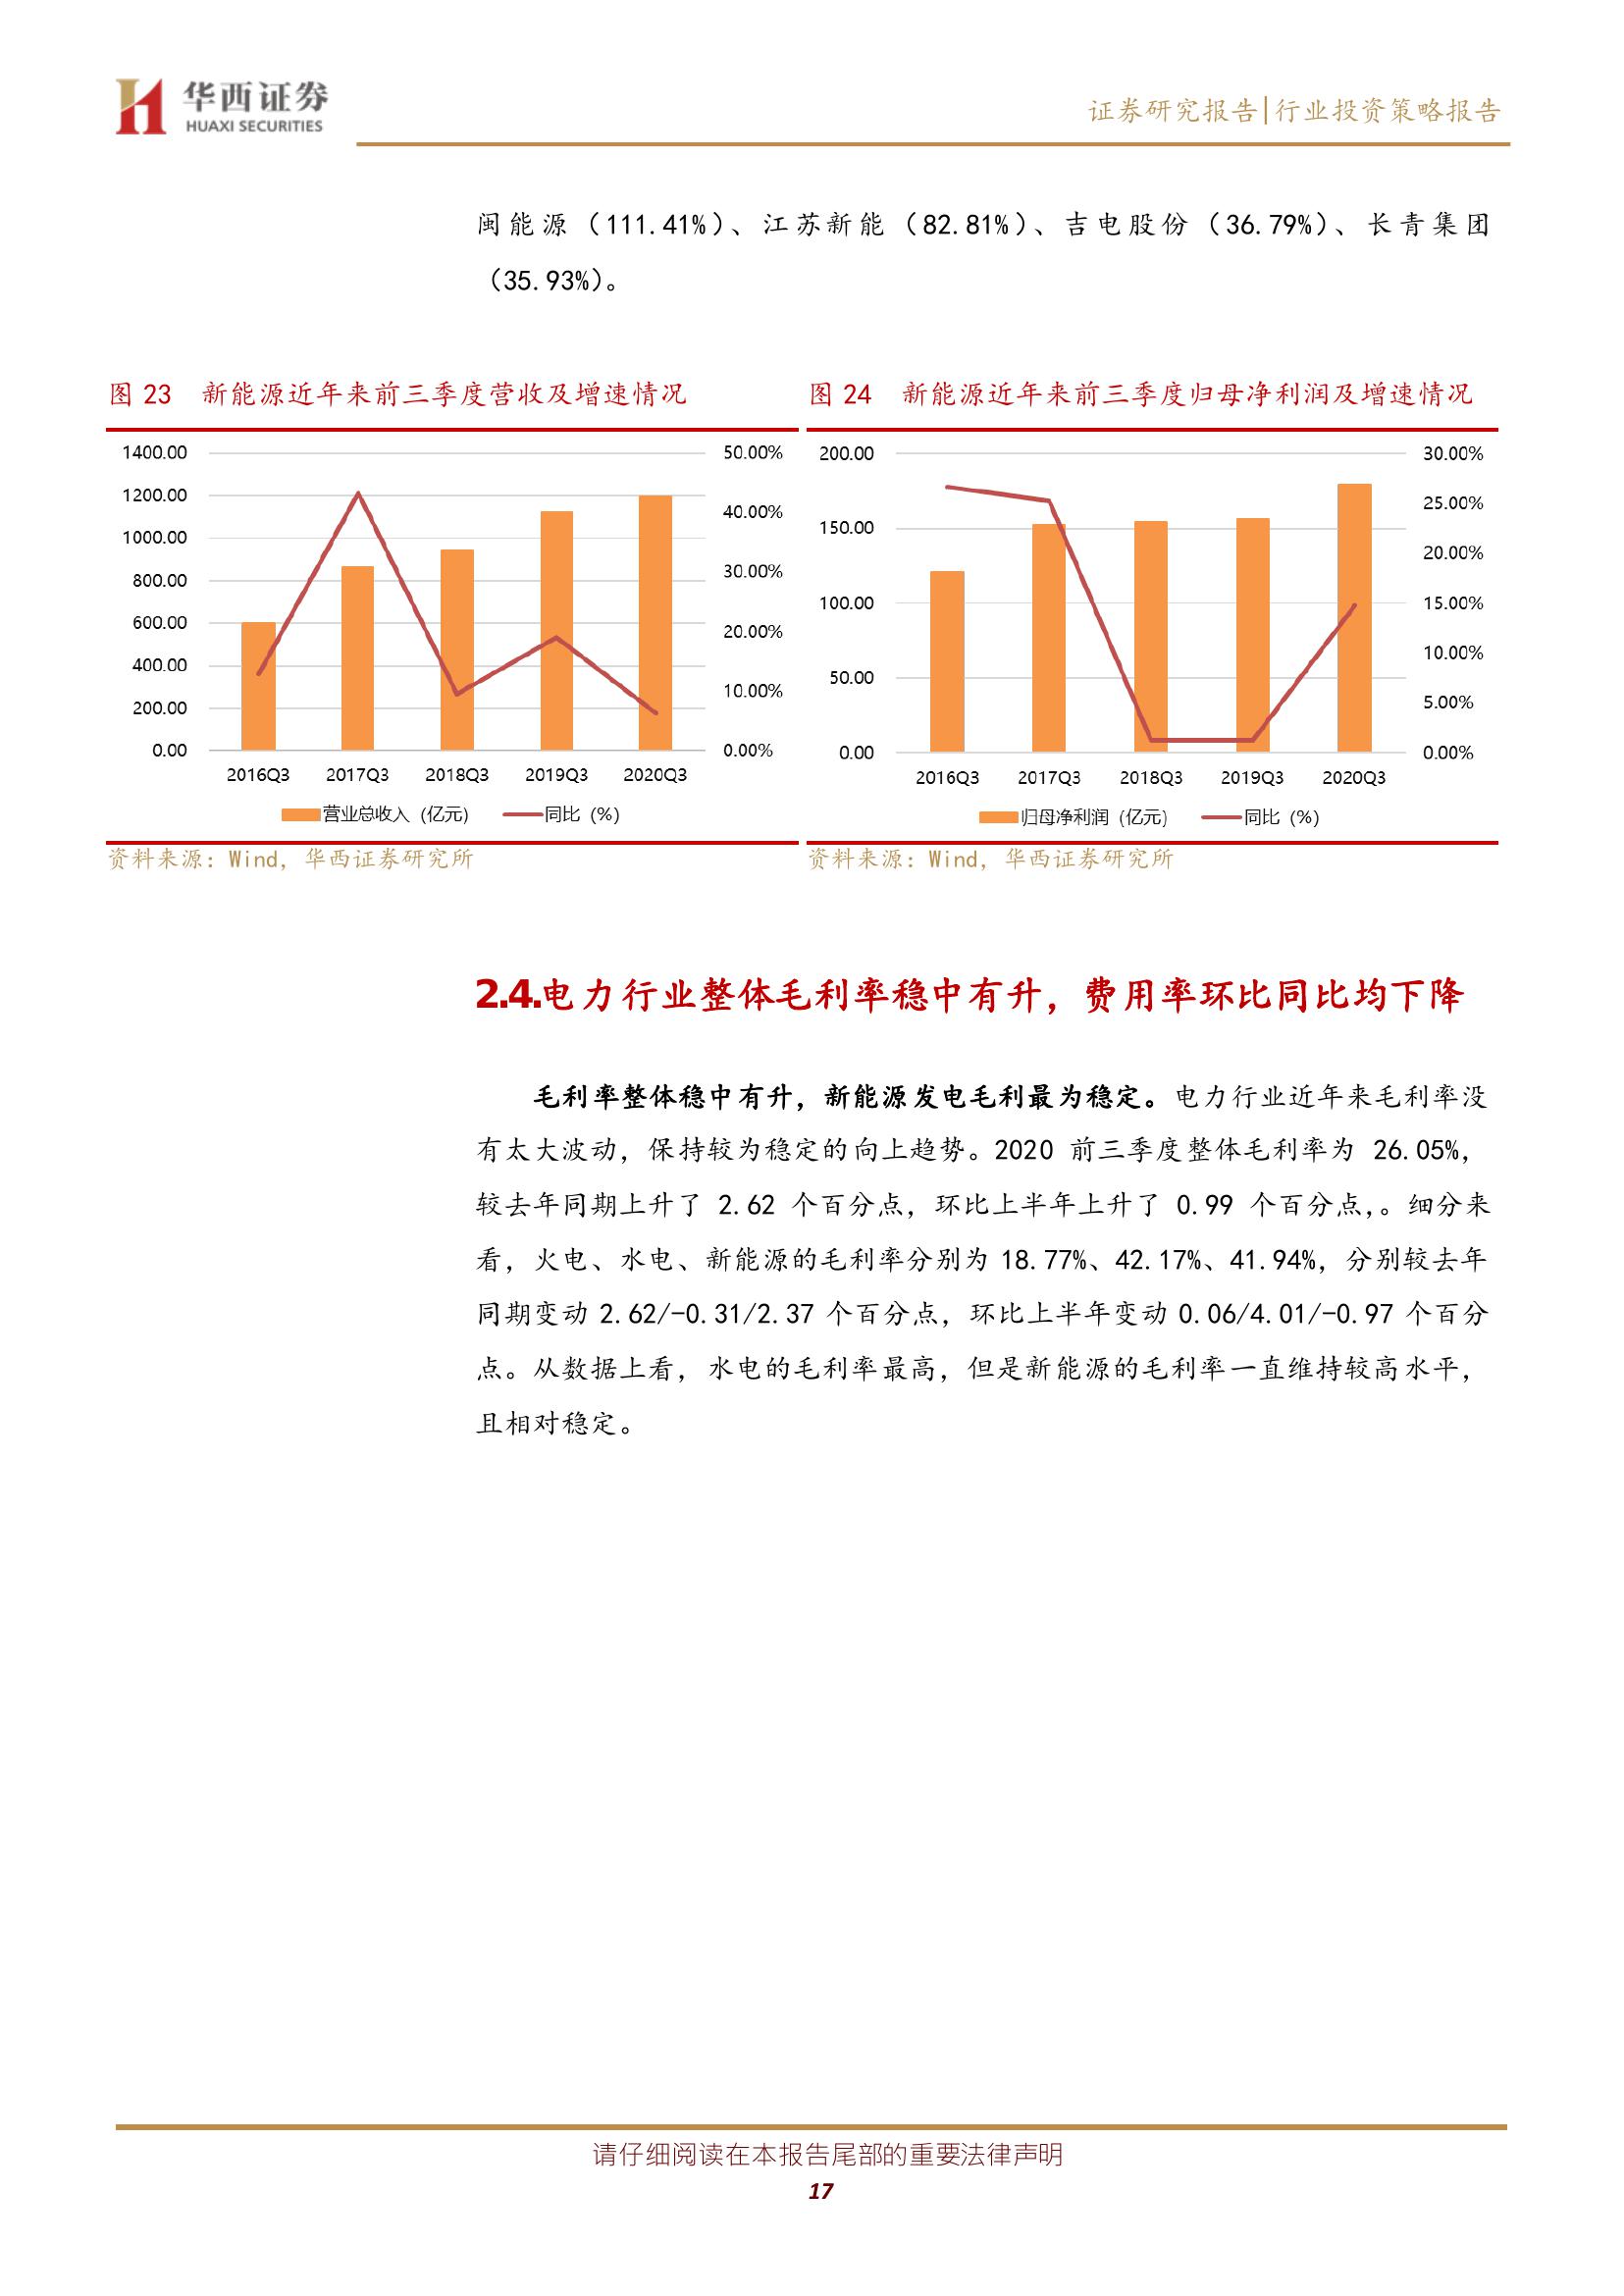 华西证券
HUAXI SECURITIES
证券研究报告|行业投资策略报告
闽能源（111.41%）、江苏新能（82.81%）、吉电股份（36.79%）、长青集团
（35.93%）。
图 23 新能源近年来前三季度营收及增速情况
1400.00
1200.00
1000.00
800.00
600.00
400.00
200.00
0.00
50.00%
40.00%
30.00%
20.00%
10.00%
0.00%
2016Q3 2017Q3 2018Q3 2019Q3 2020Q3
营业总收入（亿元） 同比（%）
资料来源：Wind，华西证券研究所
图 24 新能源近年来前三季度归母净利润及增速情况
200.00
150.00
100.00
50.00
0.00
30.00%
25.00%
20.00%
15.00%
10.00%
5.00%
0.00%
2016Q3 2017Q3 2018Q3 2019Q3 2020Q3
归母净利润（亿元） 同比（%）
资料来源：Wind，华西证券研究所
2.4.电力行业整体毛利率稳中有升，费用率环比同比均下降
毛利率整体稳中有升，新能源发电毛利最为稳定。电力行业近年来毛利率没
有太大波动，保持较为稳定的向上趋势。2020 前三季度整体毛利率为 26.05%，
较去年同期上升了 2.62 个百分点，环比上半年上升了 0.99 个百分点，。细分来
看，火电、水电、新能源的毛利率分别为 18.77%、42.17%、41.94%，分别较去年
同期变动 2.62/-0.31/2.37 个百分点，环比上半年变动 0.06/4.01/-0.97 个百分
点。从数据上看，水电的毛利率最高，但是新能源的毛利率一直维持较高水平，
且相对稳定。
请仔细阅读在本报告尾部的重要法律声明
17